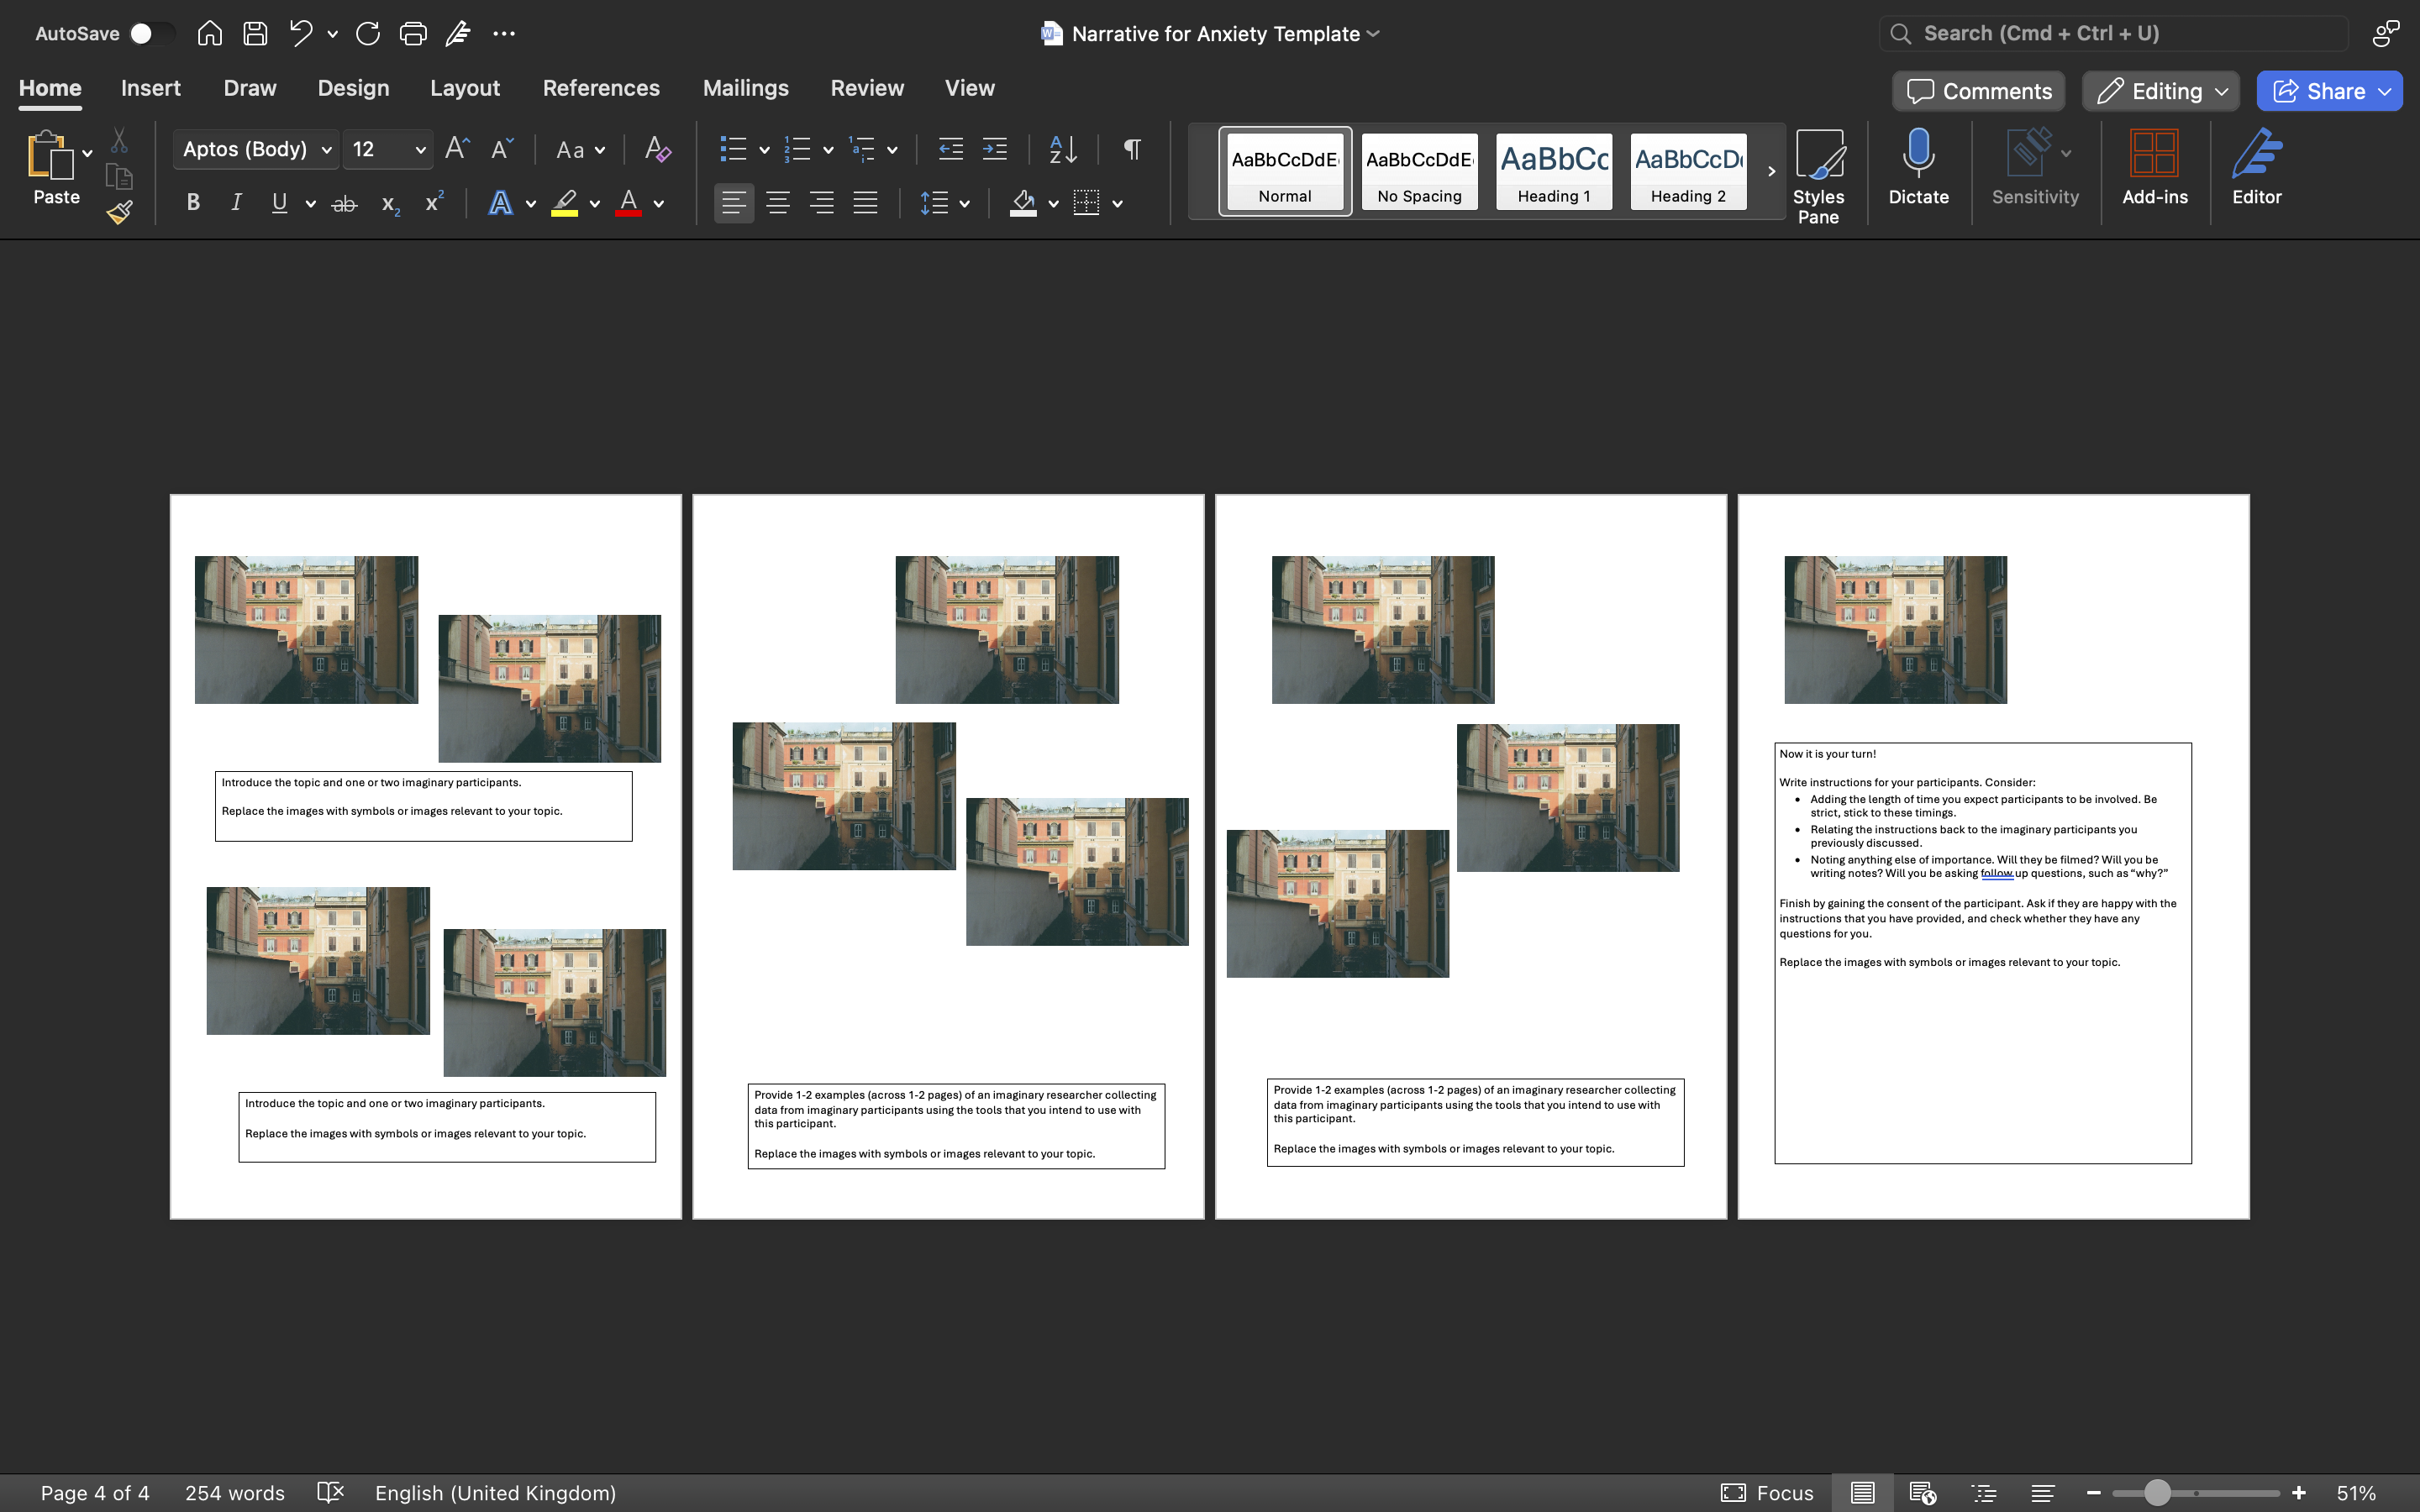 AutoSave
Narrative for Anxiety Template
Search (Cmd + Ctrl + U)
Home Insert Draw Design Layout References Mailings Review View
Comments Editing Share
Paste
Aptos (Body) 12
AaBbCcDdE AaBbCcDdE AaBbCc AaBbCcD
Normal No Spacing Heading 1 Heading 2
Styles Pane
Dictate
Sensitivity
Add-ins
Editor
Introduce the topic and one or two imaginary participants.
Replace the images with symbols or images relevant to your topic.
Introduce the topic and one or two imaginary participants.
Replace the images with symbols or images relevant to your topic.
Provide 1-2 examples (across 1-2 pages) of an imaginary researcher collecting
data from imaginary participants using the tools that you intend to use with
this participant.
Replace the images with symbols or images relevant to your topic.
Provide 1-2 examples (across 1-2 pages) of an imaginary researcher collecting
data from imaginary participants using the tools that you intend to use with
this participant.
Replace the images with symbols or images relevant to your topic.
Now it is your turn!
Write instructions for your participants. Consider:
• Adding the length of time you expect participants to be involved. Be
strict, stick to these timings.
• Relating the instructions back to the imaginary participants you
previously discussed.
• Noting anything else of importance. Will they be filmed? Will you be
writing notes? Will you be asking follow up questions, such as “why?”
Finish by gaining the consent of the participant. Ask if they are happy with the
instructions that you have provided, and check whether they have any
questions for you.
Replace the images with symbols or images relevant to your topic.
Page 4 of 4 254 words English (United Kingdom) Focus 51%